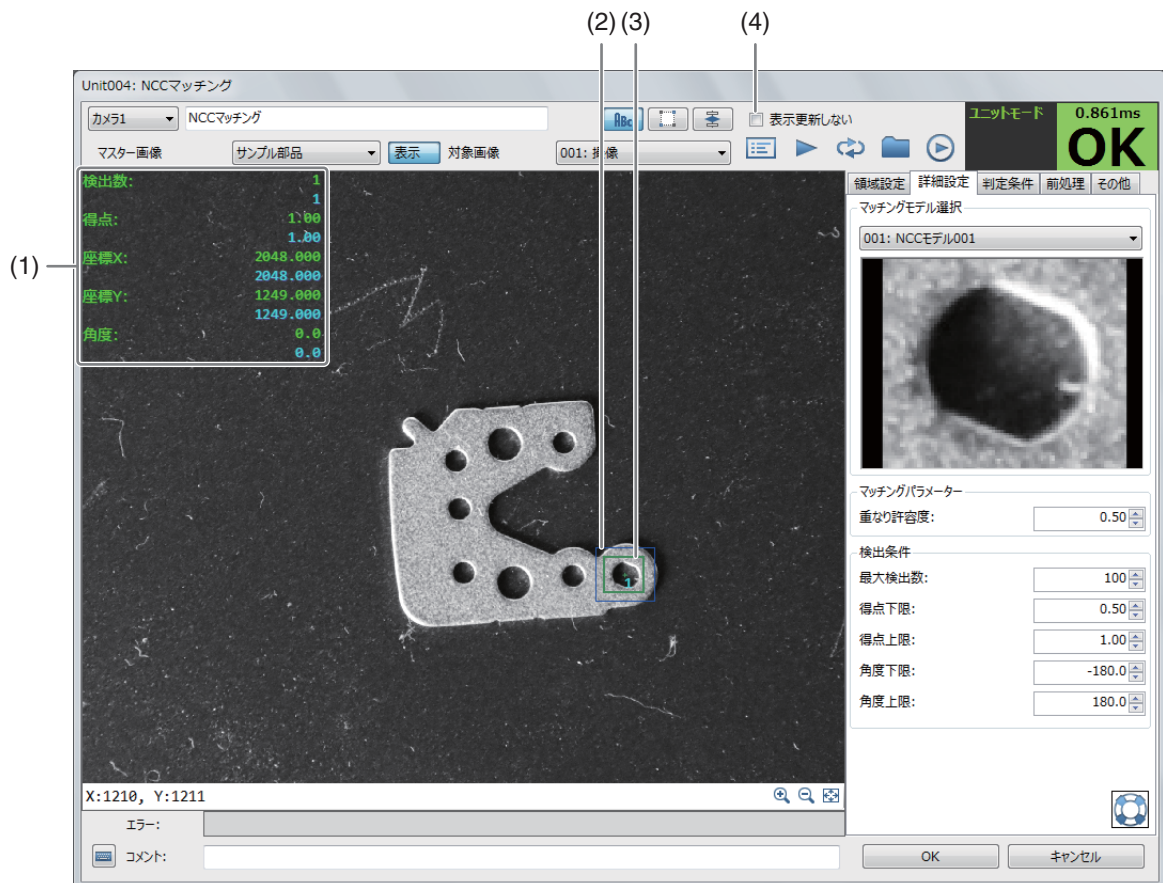 (2) (3) (4)
Unit004: NCCマッチング
カメラ1 NCCマッチング ABC 表示更新しない ユニットモード 0.861ms
OK
マスター画像 サンプル部品 表示 対象画像 001: 撮像
(1)
検出数: 1
1
得点: 1.00
1.00
座標X: 2048.000
2048.000
座標Y: 1249.000
1249.000
角度: 0.0
0.0
1
領域設定 詳細設定 判定条件 前処理 その他
マッチングモデル選択
001: NCCモデル001
マッチングパラメーター
重なり許容度: 0.50
検出条件
最大検出数: 100
得点下限: 0.50
得点上限: 1.00
角度下限: -180.0
角度上限: 180.0
X:1210, Y:1211
エラー:
コメント:
OK キャンセル